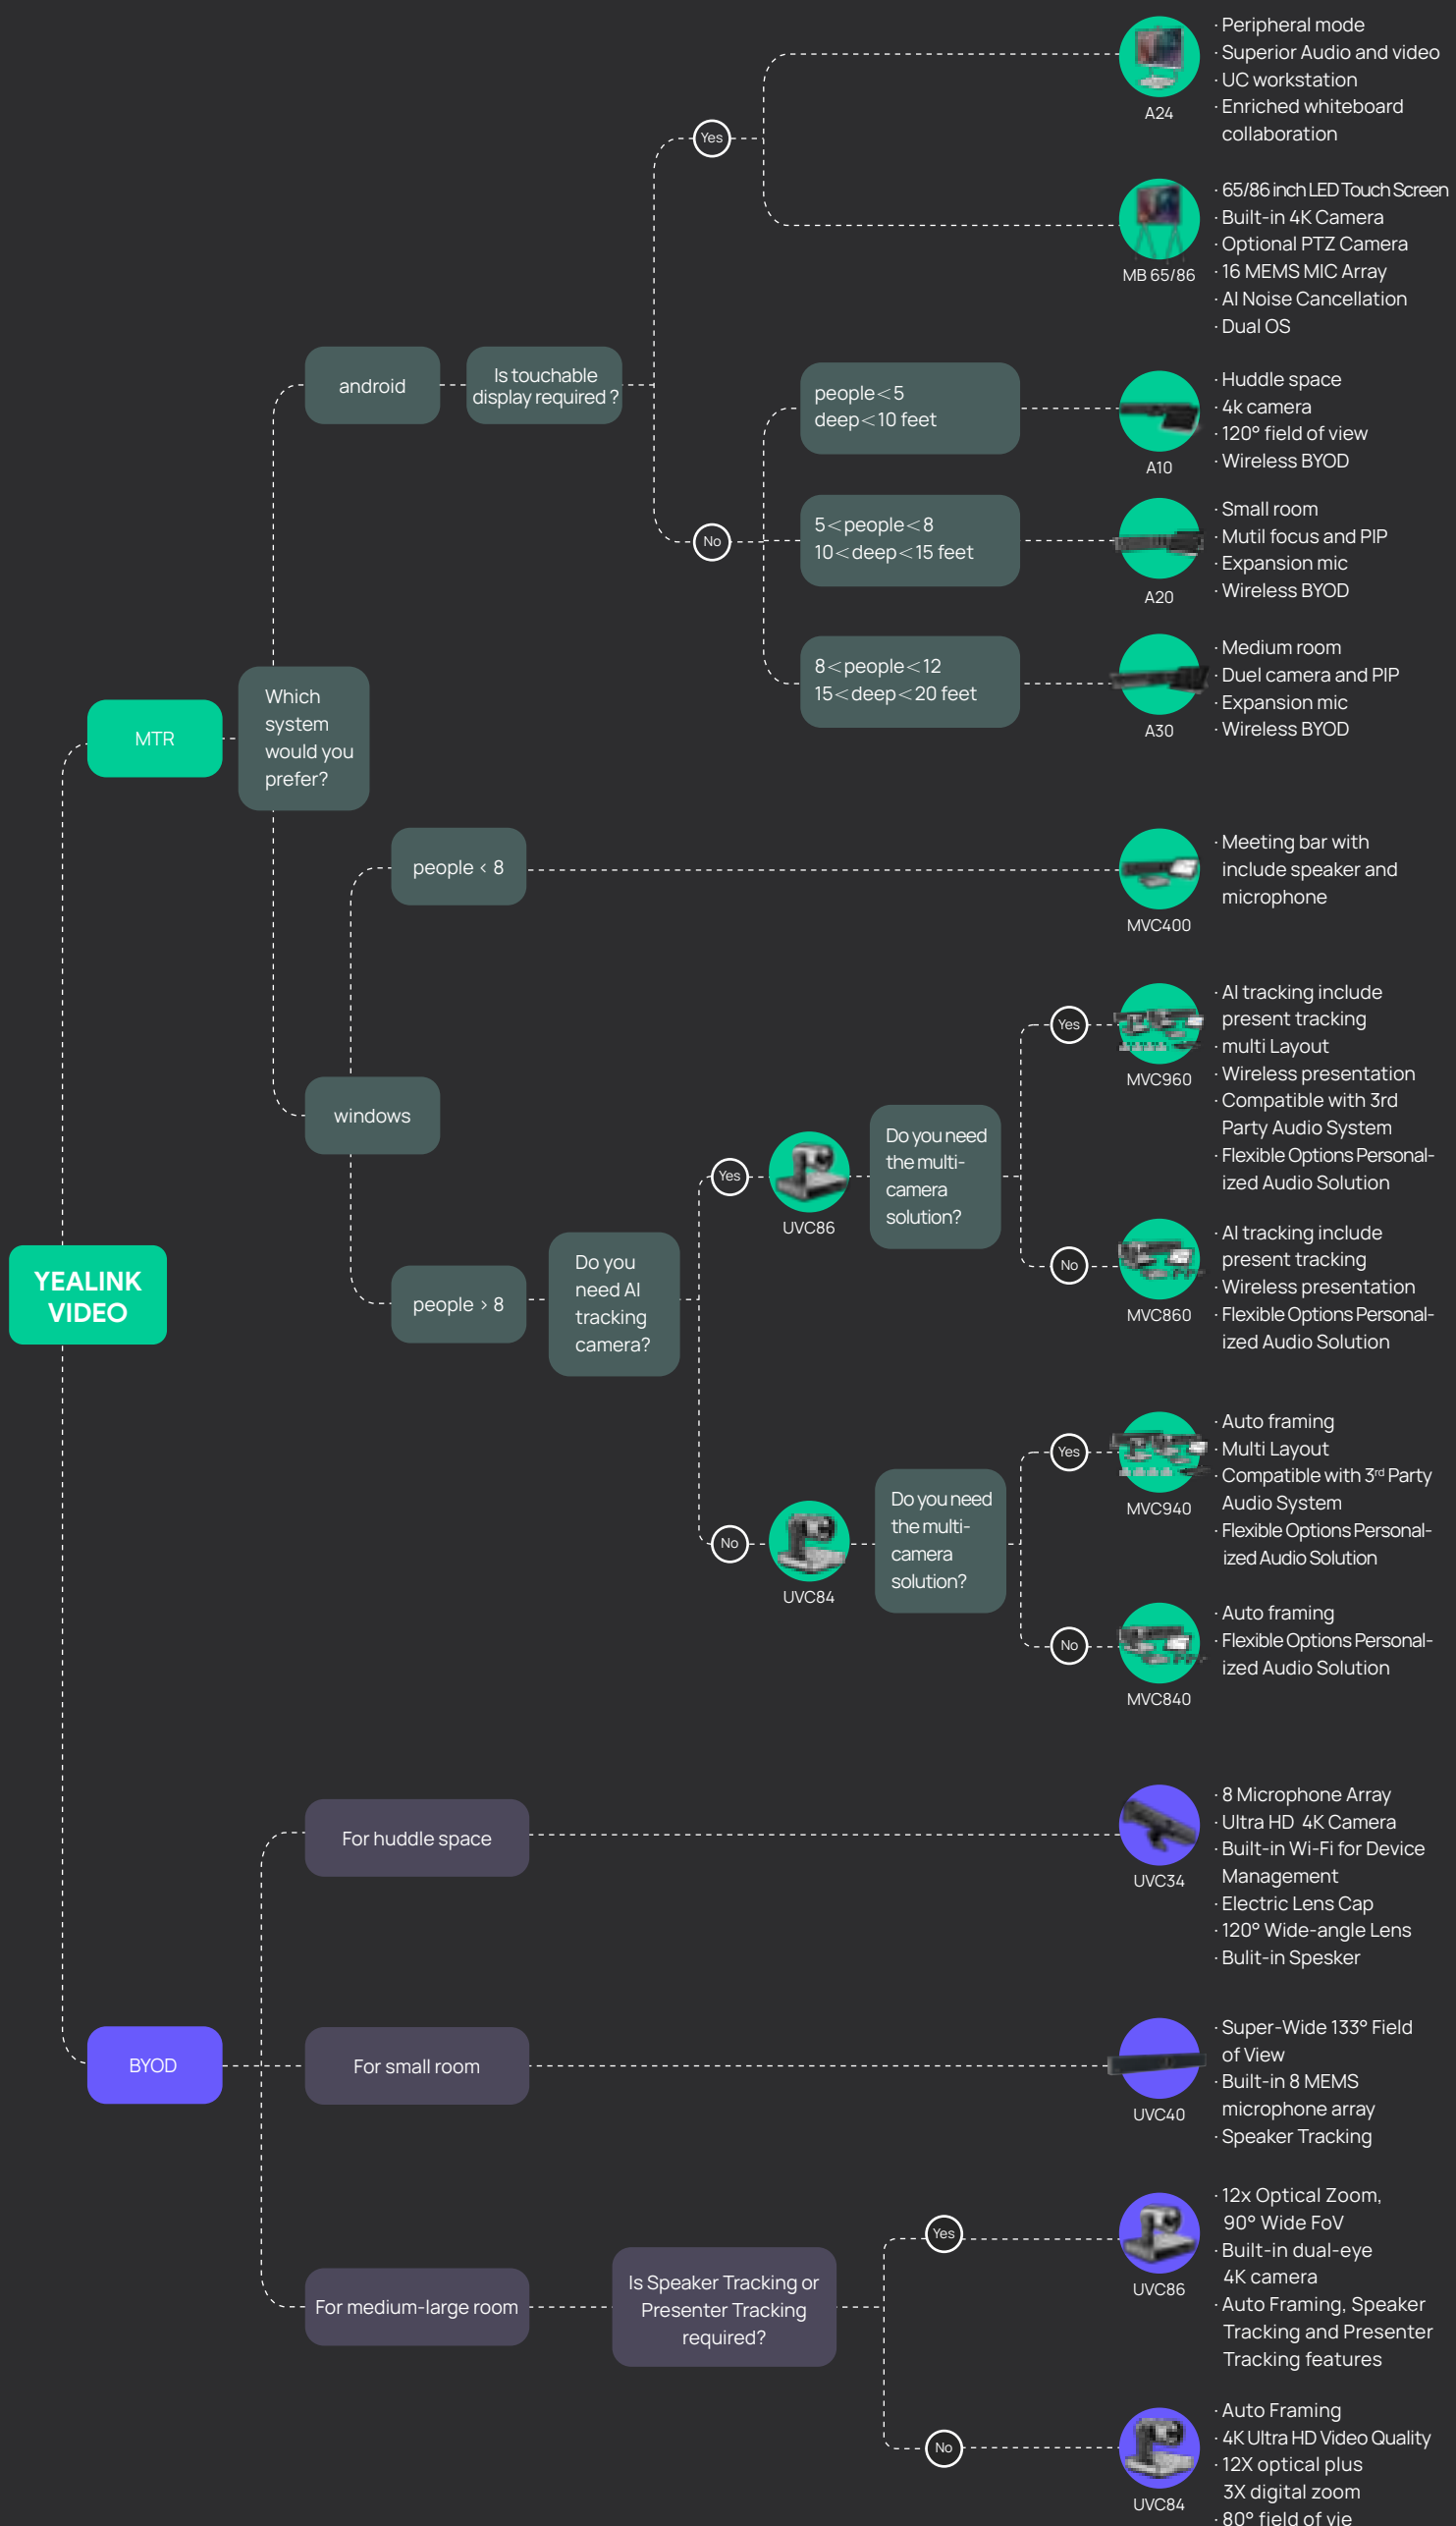 · Peripheral mode
· Superior Audio and video
· UC workstation
· Enriched whiteboard
collaboration
A24
Yes
· 65/86 inch LED Touch Screen
· Built-in 4K Camera
· Optional PTZ Camera
· 16 MEMS MIC Array
· AI Noise Cancellation
· Dual OS
MB 65/86
android
Is touchable
display required ?
people<5
deep<10 feet
A10
· Huddle space
· 4k camera
· 120° field of view
· Wireless BYOD
No
5<people<8
10<deep<15 feet
A20
· Small room
· Mutil focus and PIP
· Expansion mic
· Wireless BYOD
8<people<12
15<deep<20 feet
A30
· Medium room
· Duel camera and PIP
· Expansion mic
· Wireless BYOD
MTR
Which
system
would you
prefer?
people < 8
MVC400
· Meeting bar with
include speaker and
microphone
windows
Yes
MVC960
· AI tracking include
present tracking
· multi Layout
· Wireless presentation
· Compatible with 3rd
Party Audio System
· Flexible Options Personal-
ized Audio Solution
Yes
UVC86
Do you need
the multi-
camera
solution?
No
MVC860
· AI tracking include
present tracking
· Wireless presentation
· Flexible Options Personal-
ized Audio Solution
YEALINK
VIDEO
people > 8
Do you
need AI
tracking
camera?
Yes
MVC940
· Auto framing
· Multi Layout
· Compatible with 3rd Party
Audio System
· Flexible Options Personal-
ized Audio Solution
No
UVC84
Do you need
the multi-
camera
solution?
No
MVC840
· Auto framing
· Flexible Options Personal-
ized Audio Solution
For huddle space
UVC34
· 8 Microphone Array
· Ultra HD 4K Camera
· Built-in Wi-Fi for Device
Management
· Electric Lens Cap
· 120° Wide-angle Lens
· Bulit-in Spesker
BYOD
For small room
UVC40
· Super-Wide 133° Field
of View
· Built-in 8 MEMS
microphone array
· Speaker Tracking
For medium-large room
Is Speaker Tracking or
Presenter Tracking
required?
Yes
UVC86
· 12x Optical Zoom,
90° Wide FoV
· Built-in dual-eye
4K camera
· Auto Framing, Speaker
Tracking and Presenter
Tracking features
No
UVC84
· Auto Framing
· 4K Ultra HD Video Quality
· 12X optical plus
3X digital zoom
· 80° field of vie